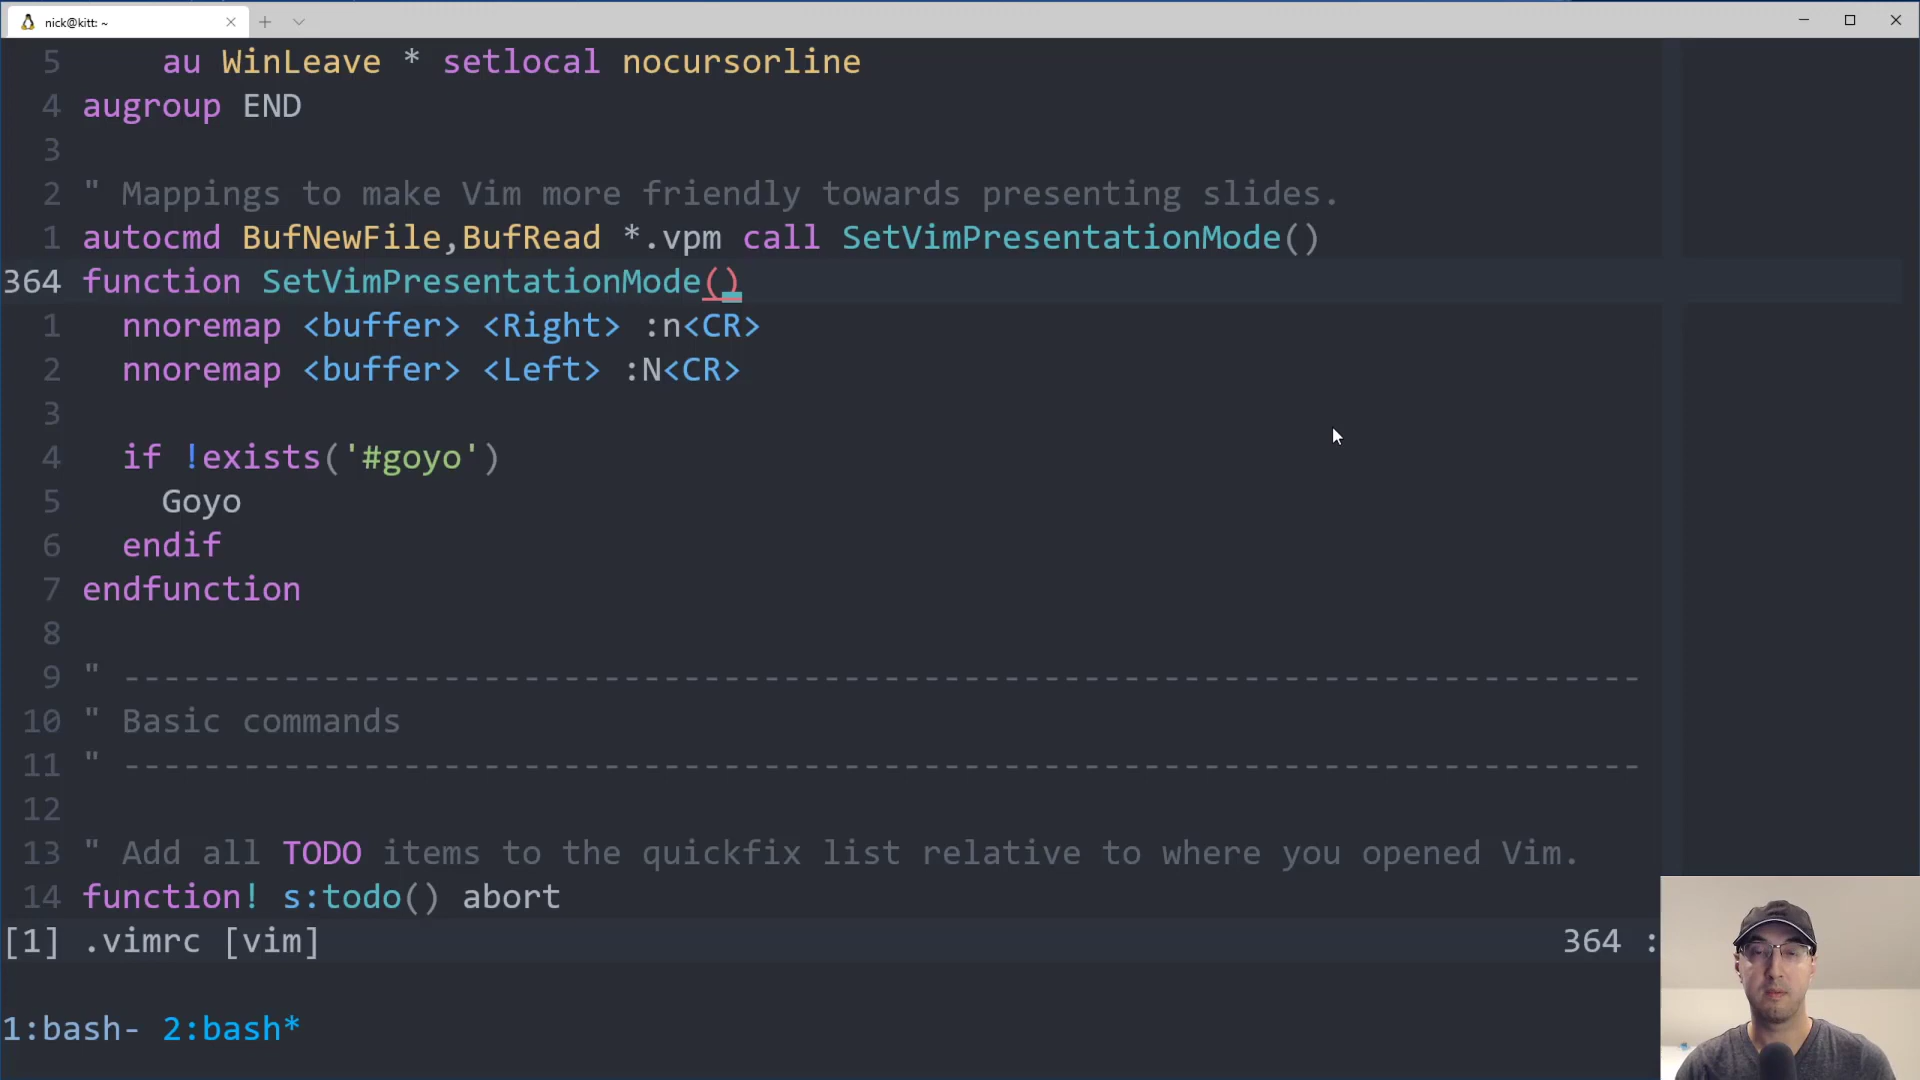 nick@kitt: ~
5     au WinLeave * setlocal nocursorline
4 augroup END
3
2 " Mappings to make Vim more friendly towards presenting slides.
1 autocmd BufNewFile,BufRead *.vpm call SetVimPresentationMode()
364 function SetVimPresentationMode()
1   nnoremap <buffer> <Right> :n<CR>
2   nnoremap <buffer> <Left> :N<CR>
3
4   if !exists('#goyo')
5     Goyo
6   endif
7 endfunction
8
9 " ----------------------------------------------------------------------------
10 " Basic commands
11 " ----------------------------------------------------------------------------
12
13 " Add all TODO items to the quickfix list relative to where you opened Vim.
14 function! s:todo() abort
[1] .vimrc [vim] 364 :
1:bash- 2:bash*